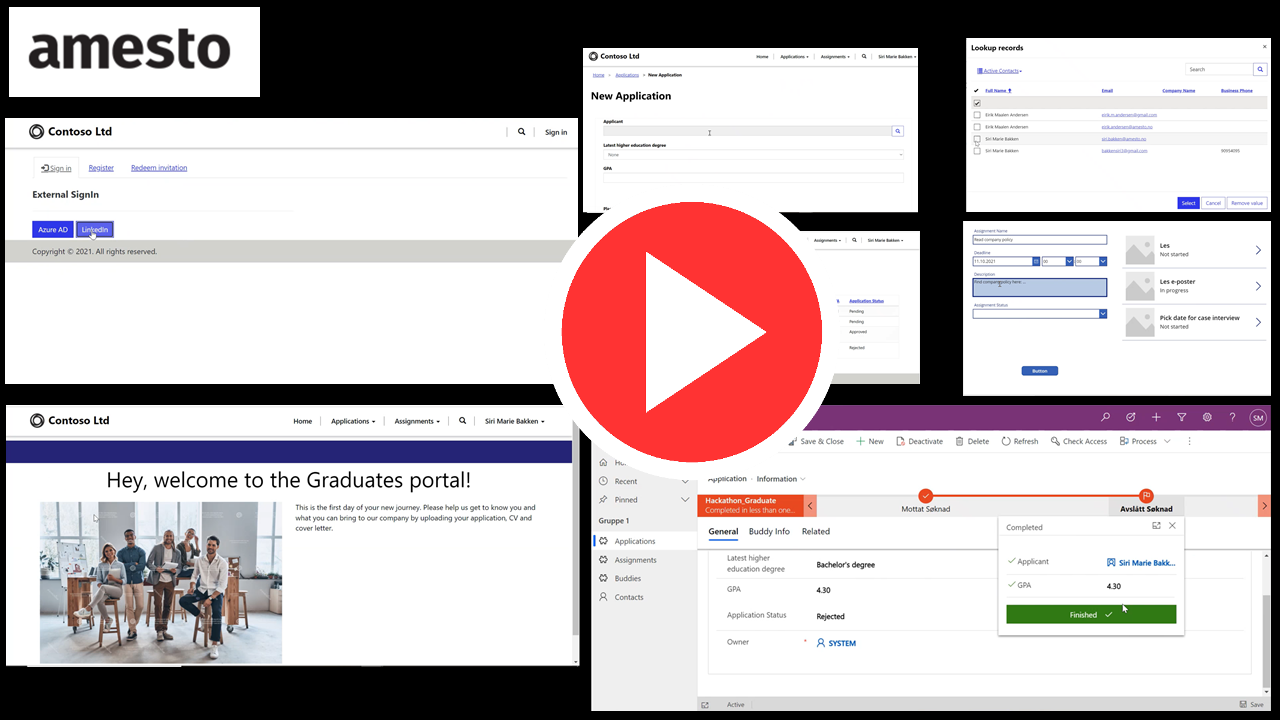 amesto
Contoso Ltd
Sign in
Sign in
Register
Redeem invitation
External SignIn
Azure AD
LinkedIn
Copyright © 2021. All rights reserved.
Contoso Ltd
Home
Applications
Assignments
Siri Marie Bakken
Home > Applications > New Application
New Application
Applicant
Latest higher education degree
None
GPA
Assignments
Siri Marie Bakken
Application Status
Pending
Pending
Approved
Rejected
Lookup records
Active Contacts
Search
Full Name
Email
Company Name
Business Phone
Eirik Maalen Andersen
eirik.m.andersen@gmail.com
Eirik Maalen Andersen
eirik.andersen@amesto.no
Siri Marie Bakken
siri.bakken@amesto.no
Siri Marie Bakken
Select
Cancel
Remove value
Assignment Name
Read company policy
Deadline
11.10.2021
00
00
Description
Find company policy here: ...
Assignment Status
Button
Les
Not started
Les e-poster
In progress
Pick date for case interview
Not started
Contoso Ltd
Home
Applications
Assignments
Siri Marie Bakken
Hey, welcome to the Graduates portal!
This is the first day of your new journey. Please help us get to know you and
what you can bring to our company by uploading your application, CV and
cover letter.
SM
Save & Close
New
Deactivate
Delete
Refresh
Check Access
Process
Recent
Pinned
Gruppe 1
Applications
Assignments
Buddies
Contacts
Application · Information
Hackathon_Graduate
Completed in less than one...
Mottat Søknad
Avslått Søknad
General
Buddy Info
Related
Latest higher
education degree
Bachelor's degree
GPA
4.30
Application Status
Rejected
Owner
*
SYSTEM
Completed
Applicant
Siri Marie Bakk...
GPA
4.30
Finished
Active
Save